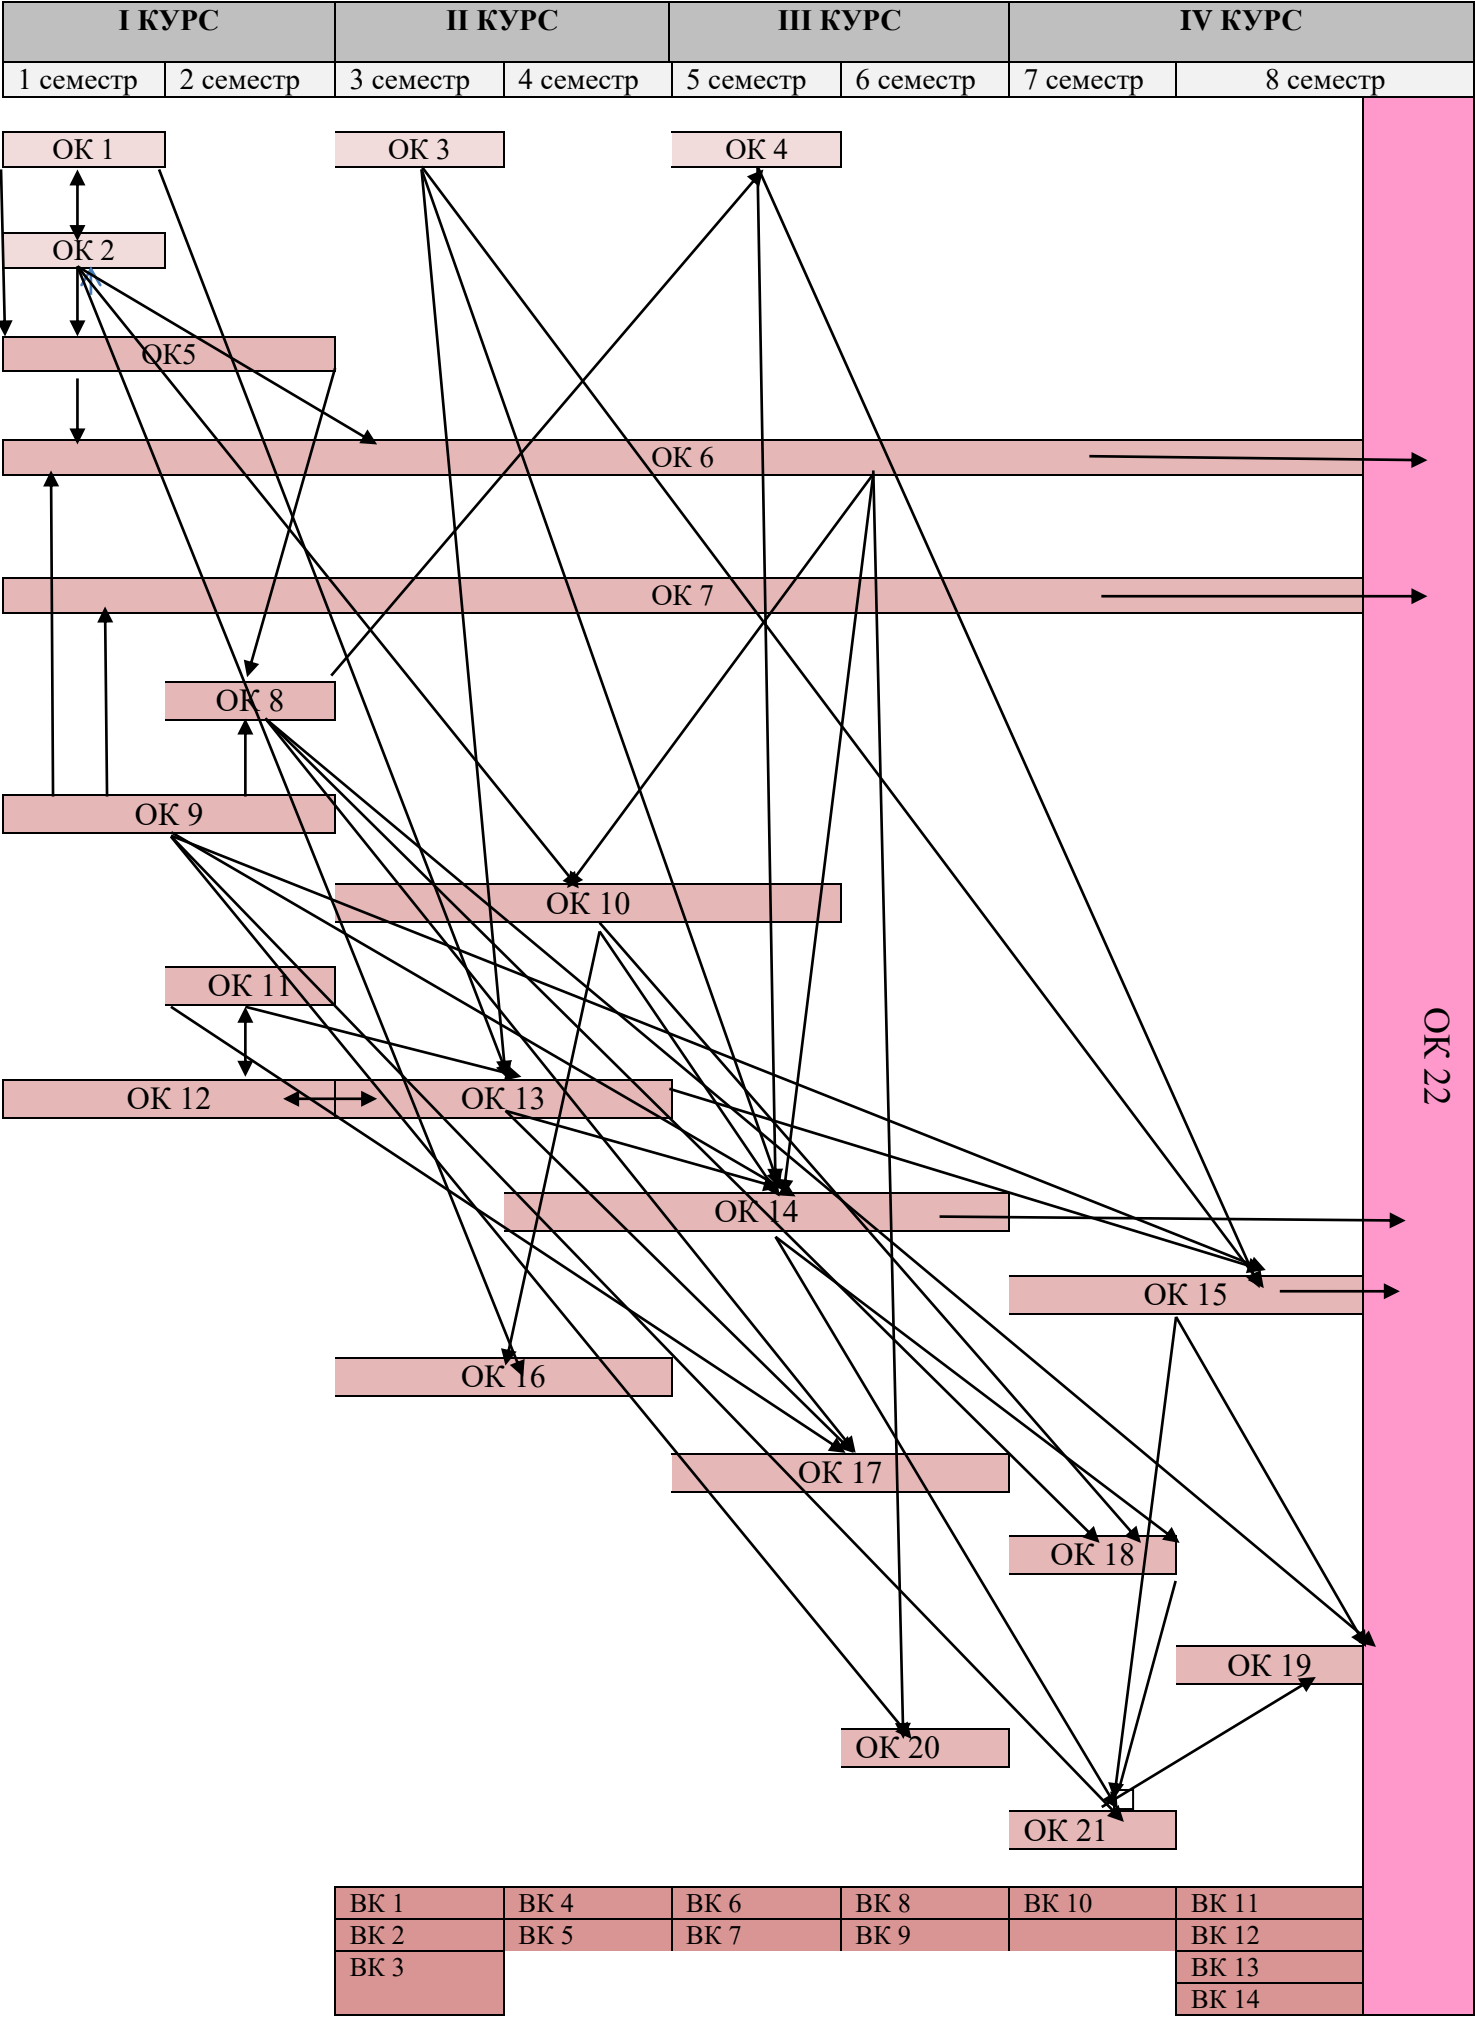 I КУРС II КУРС III КУРС IV КУРС
1 семестр 2 семестр 3 семестр 4 семестр 5 семестр 6 семестр 7 семестр 8 семестр
ОК 1 ОК 3 ОК 4
ОК 2
ОК5
ОК 6
ОК 7
ОК 8
ОК 9
ОК 10
ОК 11
ОК 22
ОК 12 ОК 13
ОК 14
ОК 15
ОК 16
ОК 17
ОК 18
ОК 19
ОК 20
ОК 21
ВК 1 ВК 4 ВК 6 ВК 8 ВК 10 ВК 11
ВК 2 ВК 5 ВК 7 ВК 9 ВК 12
ВК 3 ВК 13
ВК 14